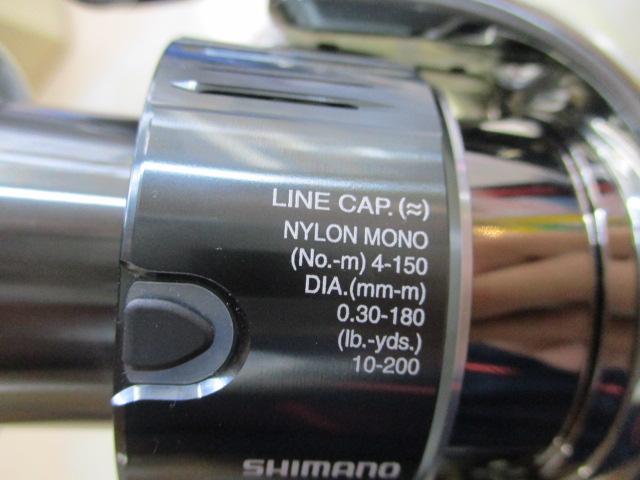 LINE CAP. (≈)
NYLON MONO
(No.-m) 4-150
DIA.(mm-m)
0.30-180
(lb.-yds.)
10-200
SHIMANO